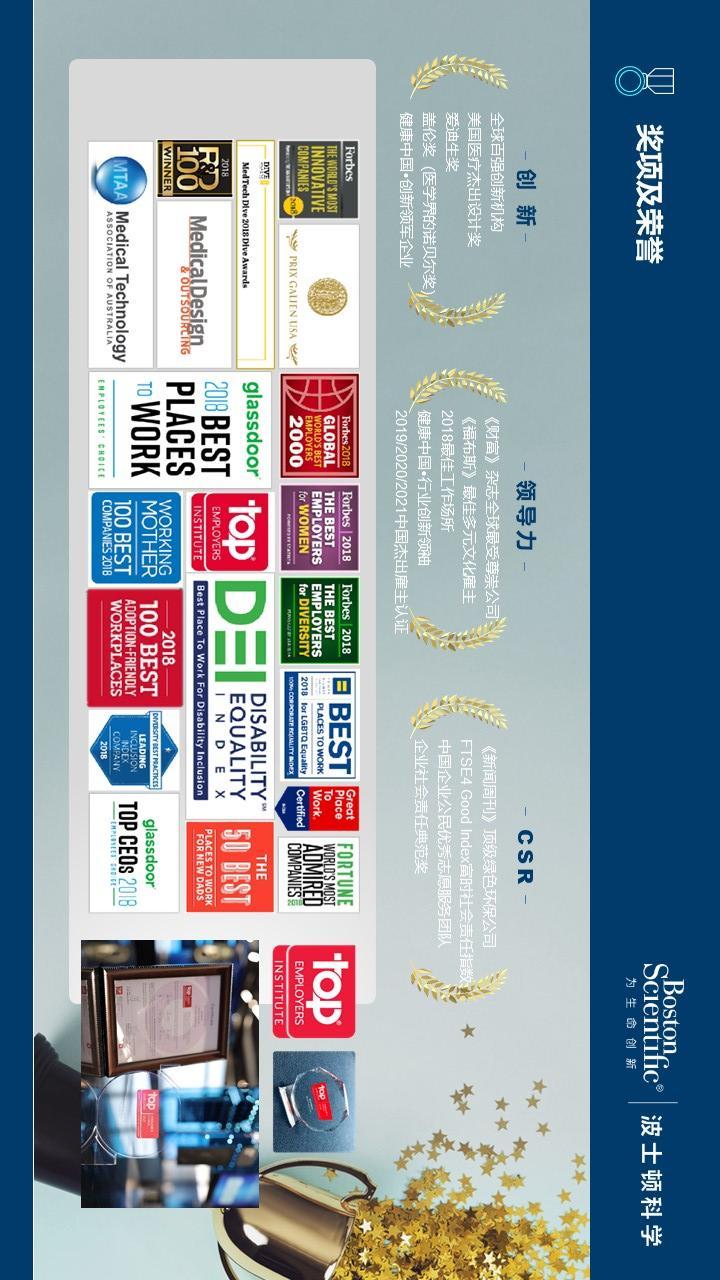 奖项及荣誉
Boston
Scientific®
为生命创新
波士顿科学
- 创 新 -
全球百强创新机构
美国医疗杰出设计奖
爱迪生奖
盖伦奖 (医学界的诺贝尔奖)
健康中国•创新领军企业
- 领导力 -
《财富》杂志全球最受尊崇公司
《福布斯》最佳多元文化雇主
2018最佳工作场所
健康中国•行业创新领袖
2019/2020/2021中国杰出雇主认证
- CSR -
《新闻周刊》顶级绿色环保公司
FTSE4 Good Index富时社会责任指数
中国企业公民优秀志愿服务团队
企业社会责任典范奖
Forbes
THE WORLD'S MOST
INNOVATIVE
COMPANIES
2018
PRIX GALIEN USA
DIVE
MedTech Dive 2018 Dive Awards
2018
R&D
100
WINNER
MedicalDesign
& OUTSOURCING
MTAA
Medical Technology
ASSOCIATION OF AUSTRALIA
Forbes 2018
GLOBAL
2000
WORLD'S BEST
EMPLOYERS
Forbes | 2018
THE BEST
EMPLOYERS
for WOMEN
POWERED BY STATISTA
Forbes | 2018
THE BEST
EMPLOYERS
for DIVERSITY
BEST
PLACES TO WORK
2018 for LGBTQ Equality
100% CORPORATE EQUALITY INDEX
Great
Place
To
Work.
Certified
FORTUNE
WORLD'S MOST
ADMIRED
COMPANIES
2018
glassdoor
2018 BEST
PLACES
TO WORK
EMPLOYEES' CHOICE
top
EMPLOYERS
INSTITUTE
DEI
DISABILITY
EQUALITY
INDEX
Best Place To Work For Disability Inclusion
THE
50 BEST
PLACES TO WORK
FOR NEW DADS
WORKING
MOTHER
100 BEST
COMPANIES 2018
2018
100 BEST
ADOPTION-FRIENDLY
WORKPLACES
DIVERSITY BEST PRACTICES
LEADING
INCLUSION
INDEX
COMPANY
2018
glassdoor
TOP CEOs 2018
EMPLOYEES' CHOICE
top
EMPLOYERS
INSTITUTE
top
top